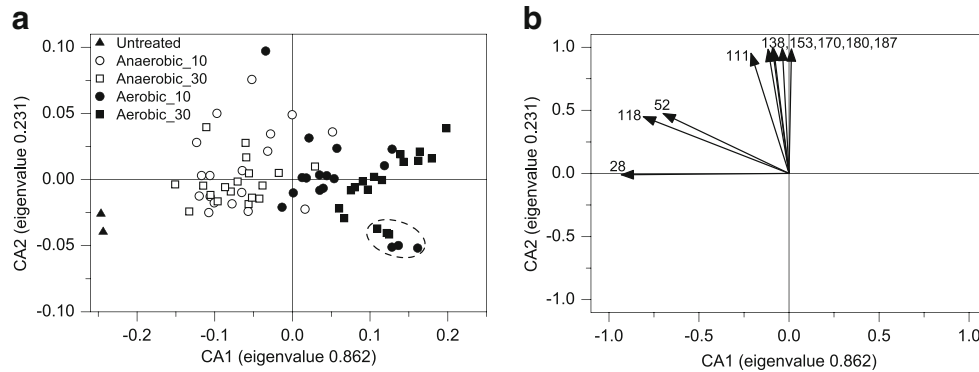 a
Untreated
Anaerobic_10
Anaerobic_30
Aerobic_10
Aerobic_30
0.10
0.05
0.00
-0.05
-0.10
CA2 (eigenvalue 0.231)
-0.2
-0.1
0.0
0.1
0.2
CA1 (eigenvalue 0.862)
b
1.0
0.5
0.0
-0.5
-1.0
CA2 (eigenvalue 0.231)
138,153,170,180,187
111
52
118
28
-1.0
-0.5
0.0
0.5
1.0
CA1 (eigenvalue 0.862)